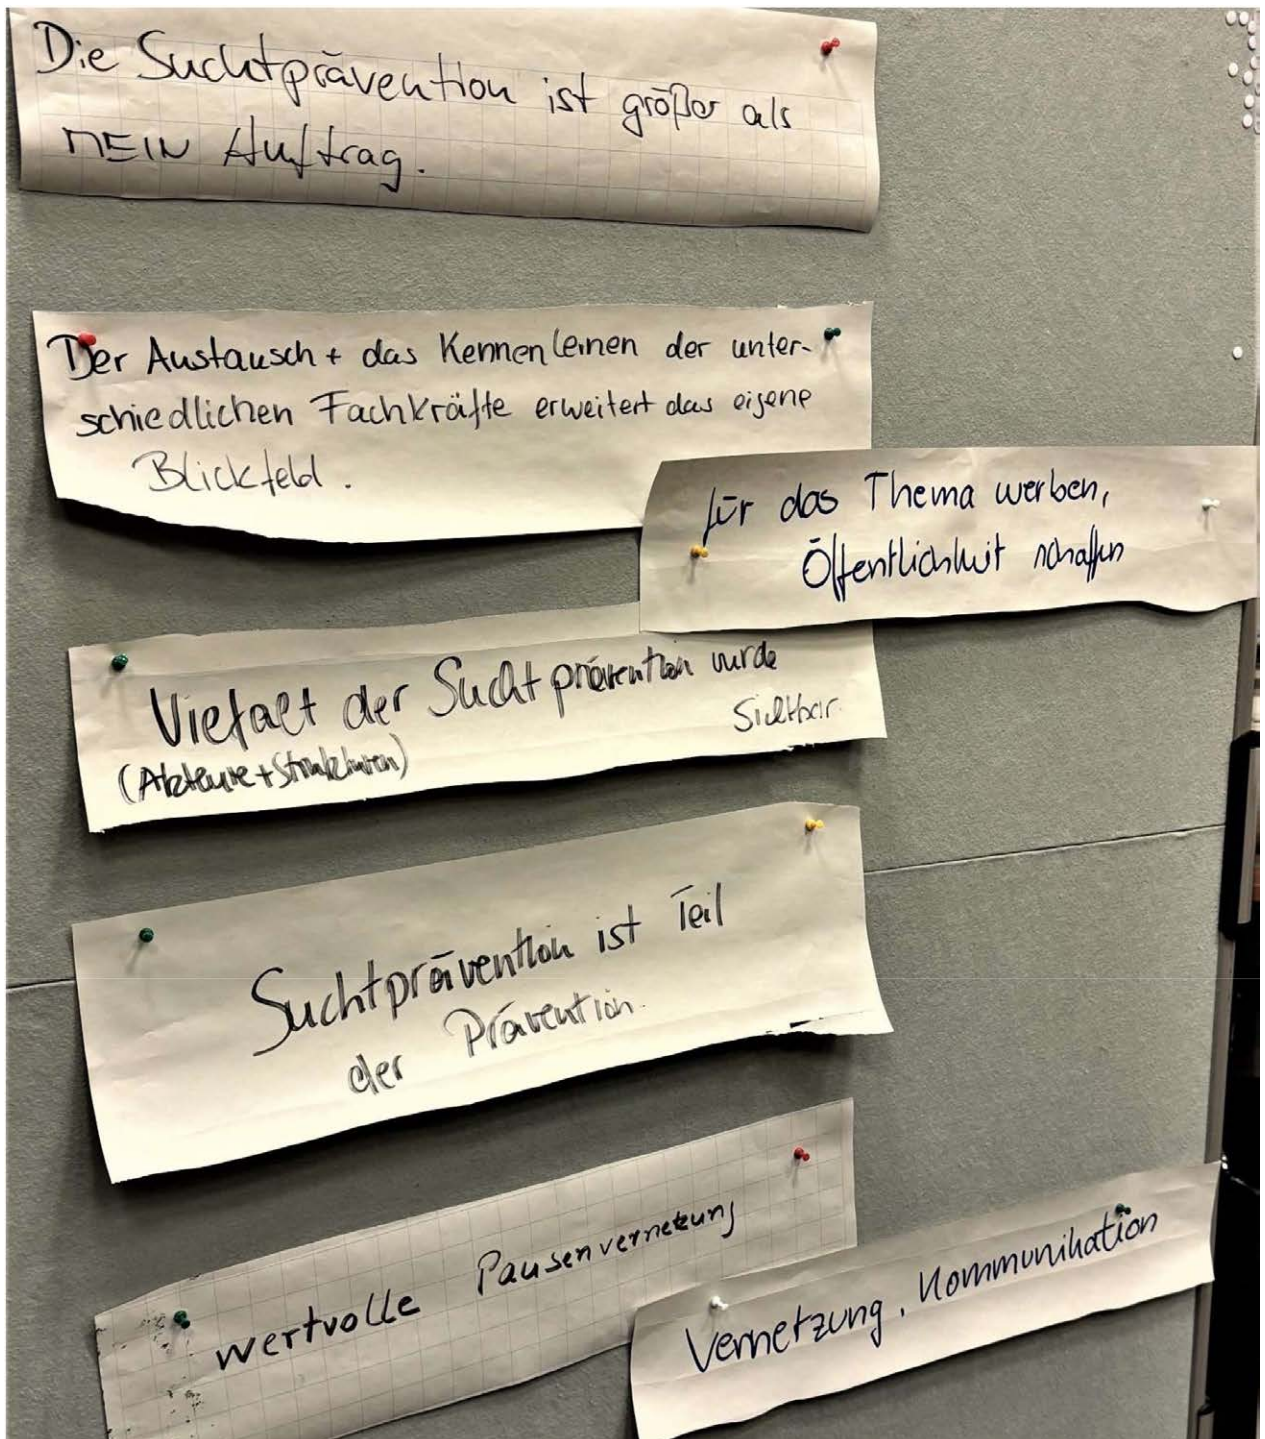 Die Suchtprävention ist größer als
MEIN Auftrag.
Der Austausch + das Kennenlernen der unter-
schiedlichen Fachkräfte erweitert das eigene
Blickfeld.
für das Thema werben,
Öffentlichkeit schaffen
Vielfalt der Suchtprävention wurde
sichtbar.
(Akteure + Strukturen)
Suchtprävention ist Teil
der Prävention.
wertvolle Pausenvernetzung
Vernetzung, Kommunikation